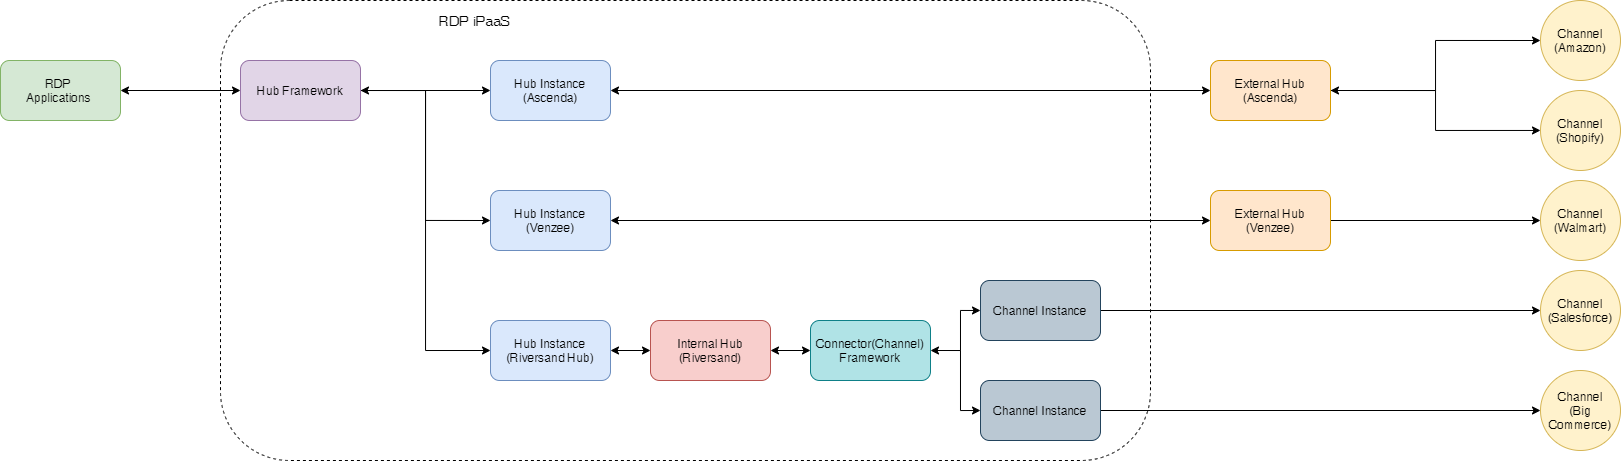 RDP iPaaS
RDP
Applications
Hub Framework
Hub Instance
(Ascenda)
External Hub
(Ascenda)
Channel
(Amazon)
Channel
(Shopify)
Hub Instance
(Venzee)
External Hub
(Venzee)
Channel
(Walmart)
Hub Instance
(Riversand Hub)
Internal Hub
(Riversand)
Connector(Channel)
Framework
Channel Instance
Channel
(Salesforce)
Channel Instance
Channel
(Big
Commerce)